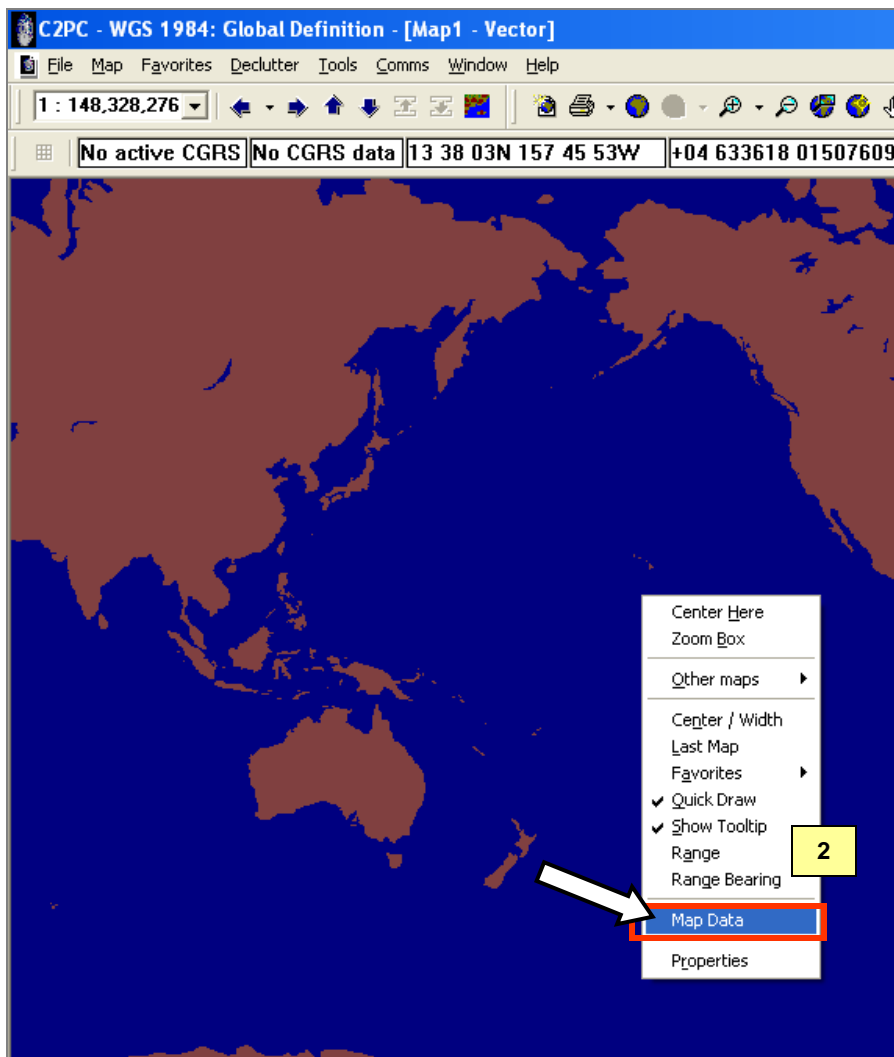 C2PC - WGS 1984: Global Definition - [Map1 - Vector]
File Map Favorites Declutter Tools Comms Window Help
1 : 148,328,276
No active CGRS No CGRS data 13 38 03N 157 45 53W +04 633618 01507609
Center Here
Zoom Box
Other maps
Center / Width
Last Map
Favorites
Quick Draw
Show Tooltip
Range
2
Range Bearing
Map Data
Properties